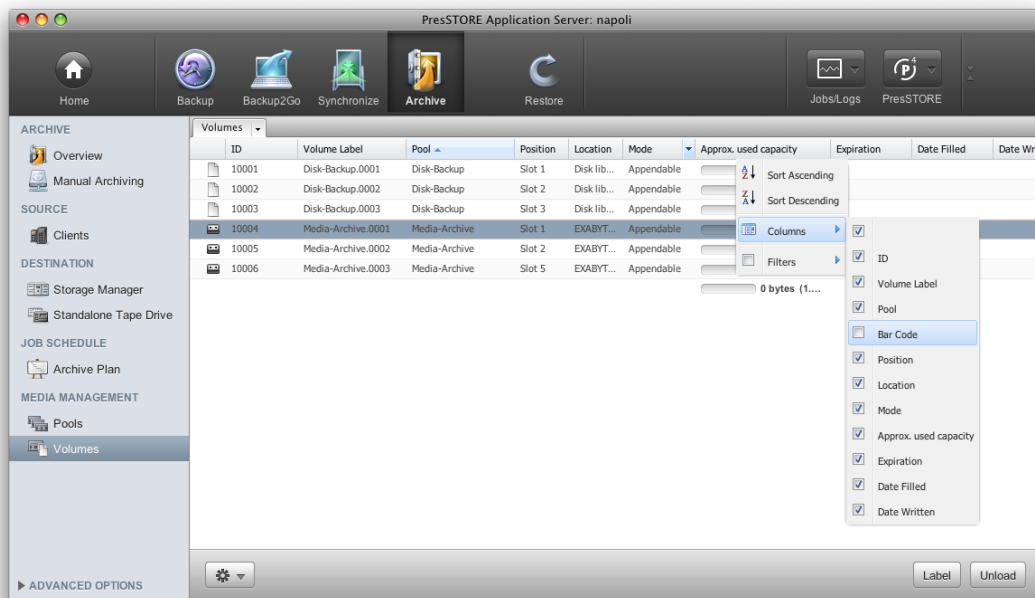 PresSTORE Application Server: napoli
Home
Backup
Backup2Go
Synchronize
Archive
Restore
Jobs/Logs
PresSTORE
ARCHIVE
Overview
Manual Archiving
SOURCE
Clients
DESTINATION
Storage Manager
Standalone Tape Drive
JOB SCHEDULE
Archive Plan
MEDIA MANAGEMENT
Pools
Volumes
ADVANCED OPTIONS
Volumes
ID Volume Label Pool Position Location Mode Approx. used capacity Expiration Date Filled Date Wr
10001 Disk-Backup.0001 Disk-Backup Slot 1 Disk lib... Appendable
10002 Disk-Backup.0002 Disk-Backup Slot 2 Disk lib... Appendable
10003 Disk-Backup.0003 Disk-Backup Slot 3 Disk lib... Appendable
10004 Media-Archive.0001 Media-Archive Slot 1 EXABYT... Appendable
10005 Media-Archive.0002 Media-Archive Slot 2 EXABYT... Appendable
10006 Media-Archive.0003 Media-Archive Slot 5 EXABYT... Appendable
0 bytes (1....
Sort Ascending
Sort Descending
Columns
Filters
ID
Volume Label
Pool
Bar Code
Position
Location
Mode
Approx. used capacity
Expiration
Date Filled
Date Written
Label
Unload